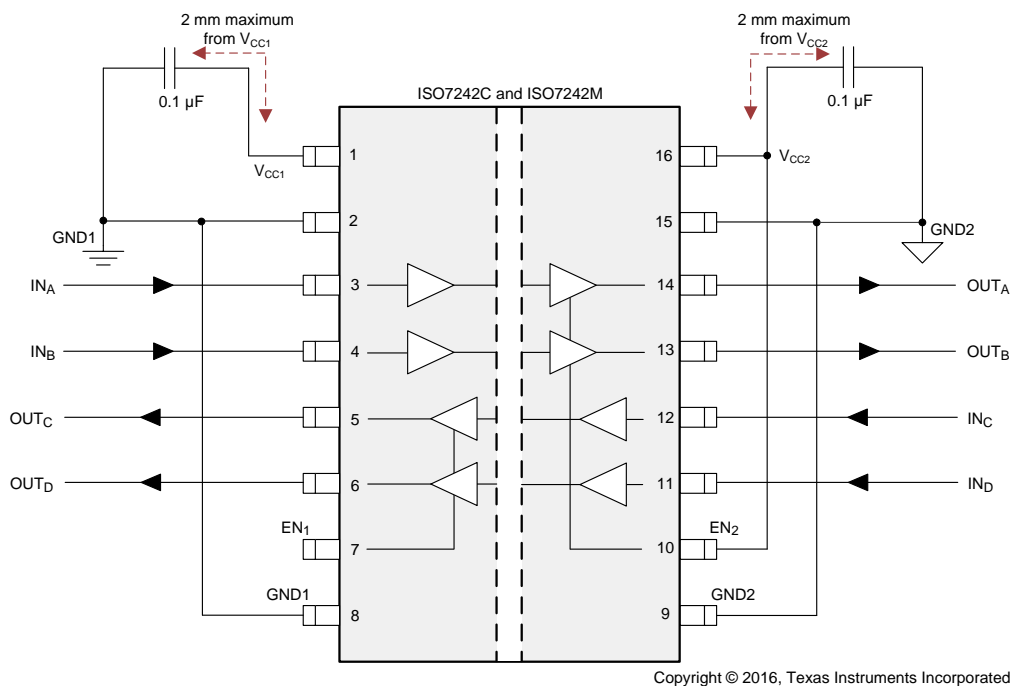 2 mm maximum
from VCC1
2 mm maximum
from VCC2
0.1 µF
0.1 µF
ISO7242C and ISO7242M
VCC1
1
16
VCC2
2
15
GND1
GND2
INA
3
14
OUTA
INB
4
13
OUTB
OUTC
5
12
INC
OUTD
6
11
IND
EN1
7
10
EN2
GND1
8
9
GND2
Copyright © 2016, Texas Instruments Incorporated